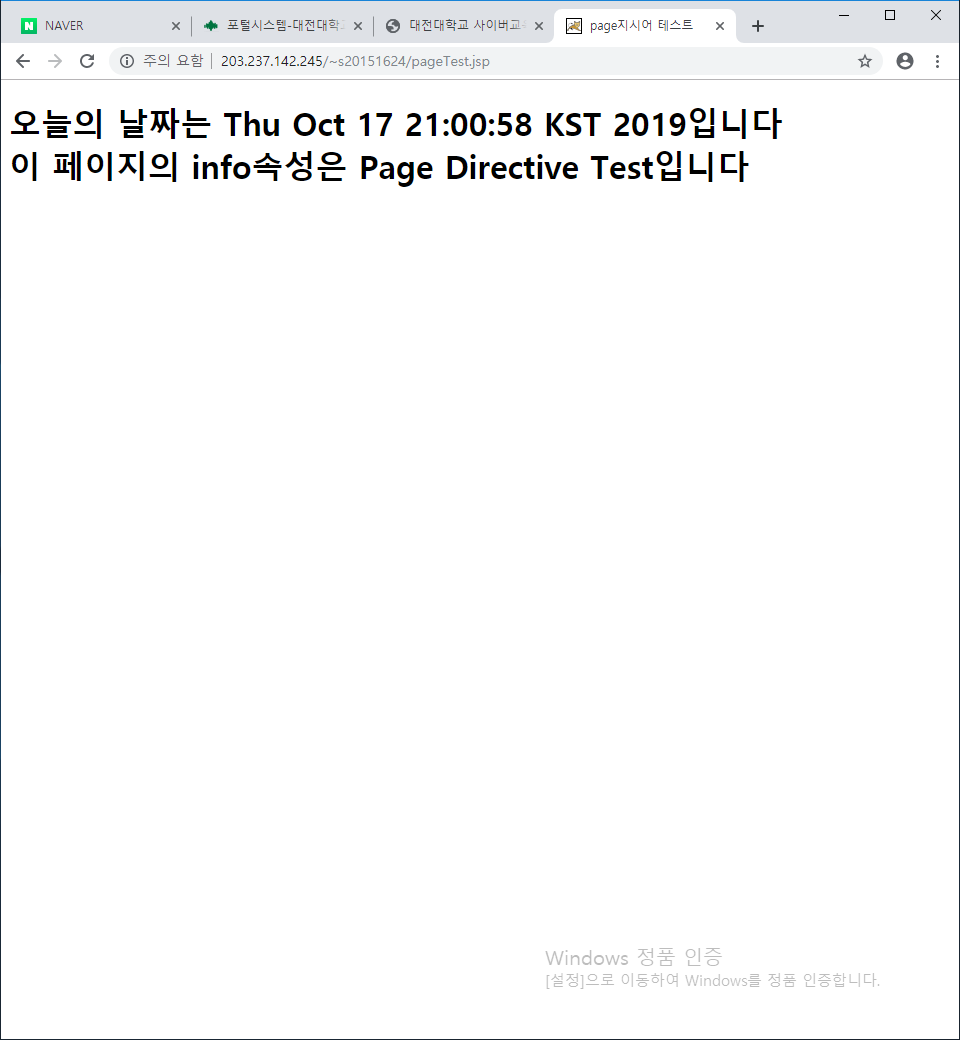 NAVER
포털시스템-대전대학교
대전대학교 사이버교육
page지시어 테스트
주의 요함 | 203.237.142.245/~s20151624/pageTest.jsp
오늘의 날짜는 Thu Oct 17 21:00:58 KST 2019입니다
이 페이지의 info속성은 Page Directive Test입니다
Windows 정품 인증
[설정]으로 이동하여 Windows를 정품 인증합니다.